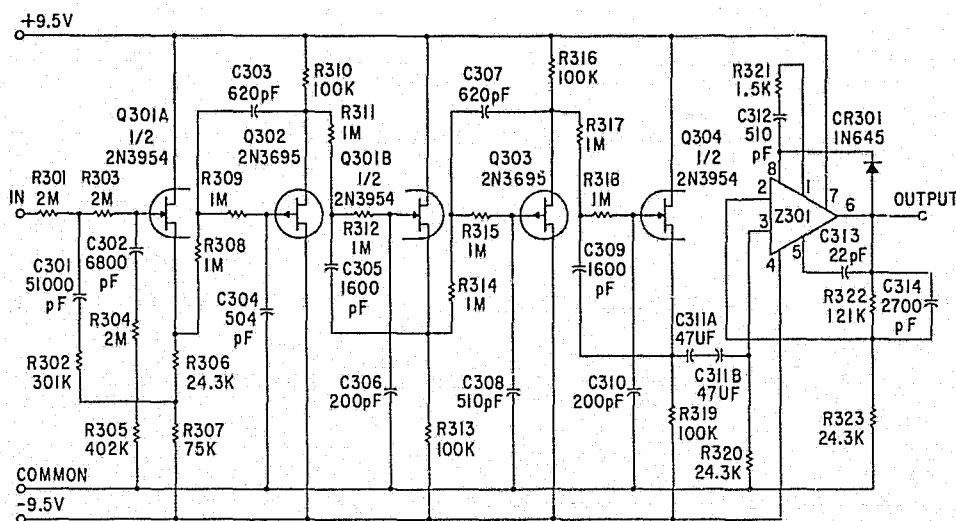 +9.5V
R316
100K
C303
620pF
R310
100K
C307
620pF
R321
1.5K
Q301A
1/2
2N3954
Q302
2N3695
R311
1M
Q301B
1/2
2N3954
Q303
2N3695
R317
1M
Q304
1/2
2N3954
C312
510
pF
CR301
1N645
R301
2M
R303
2M
IN
R309
1M
R312
1M
R315
1M
R318
1M
8
1
2
7
3
6
Z301
5
4
OUTPUT
C301
51000
pF
C302
6800
pF
R308
1M
C304
504
pF
C305
1600
pF
R314
1M
C309
1600
pF
C313
22pF
C314
2700
pF
R322
121K
R304
2M
R302
301K
R306
24.3K
C311A
47UF
C311B
47UF
C306
200pF
C308
510pF
C310
200pF
R305
402K
R307
75K
R313
100K
R319
100K
R320
24.3K
R323
24.3K
COMMON
-9.5V